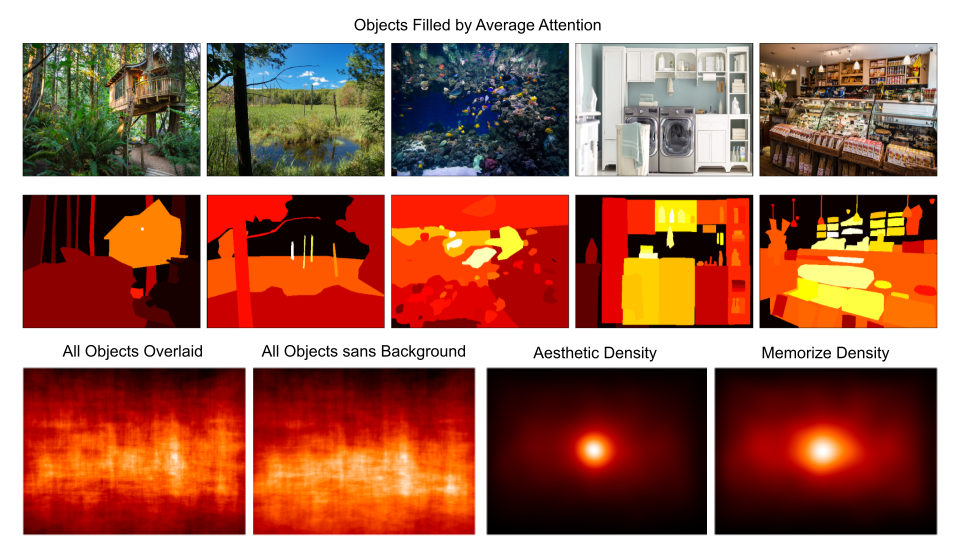 Objects Filled by Average Attention
All Objects Overlaid
All Objects sans Background
Aesthetic Density
Memorize Density